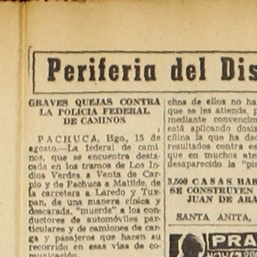 Periferia del Dis
GRAVES QUEJAS CONTRA
LA POLICIA FEDERAL
DE CAMINOS
PACHUCA, Hgo., 15 de
agosto.—La federal de cami-
nos, que se encuentra desta-
cada en los tramos de Los In-
dios Verdes a Venta de Car-
pio y de Pachuca a Matilde, de
la carretera a Laredo y Tux-
pan, de una manera cínica y
descarada, "muerde" a los con-
ductores de automóviles par-
ticulares y de camiones de car-
ga y pasajeros que hacen su
recorrido en esas vías de co-
municación.
chos de ellos no ha
que se les atienda, p
mediante convencim
está aplicando dosis
cilina la que ha dad
resultados contra es
que en muchos aten
desaparecido la "pin
3,500 CASAS HAB
SE CONSTRUYEN
JUAN DE ARA
SANTA ANITA,
PRA